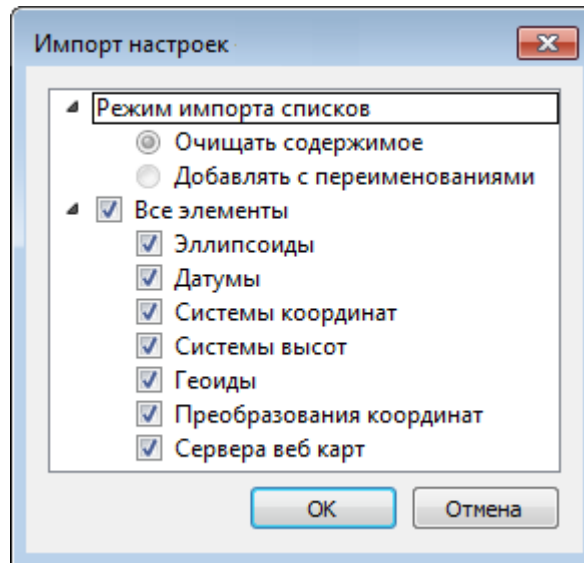 Импорт настроек
Режим импорта списков
Очищать содержимое
Добавлять с переименованиями
Все элементы
Эллипсоиды
Датумы
Системы координат
Системы высот
Геоиды
Преобразования координат
Сервера веб карт
OK
Отмена